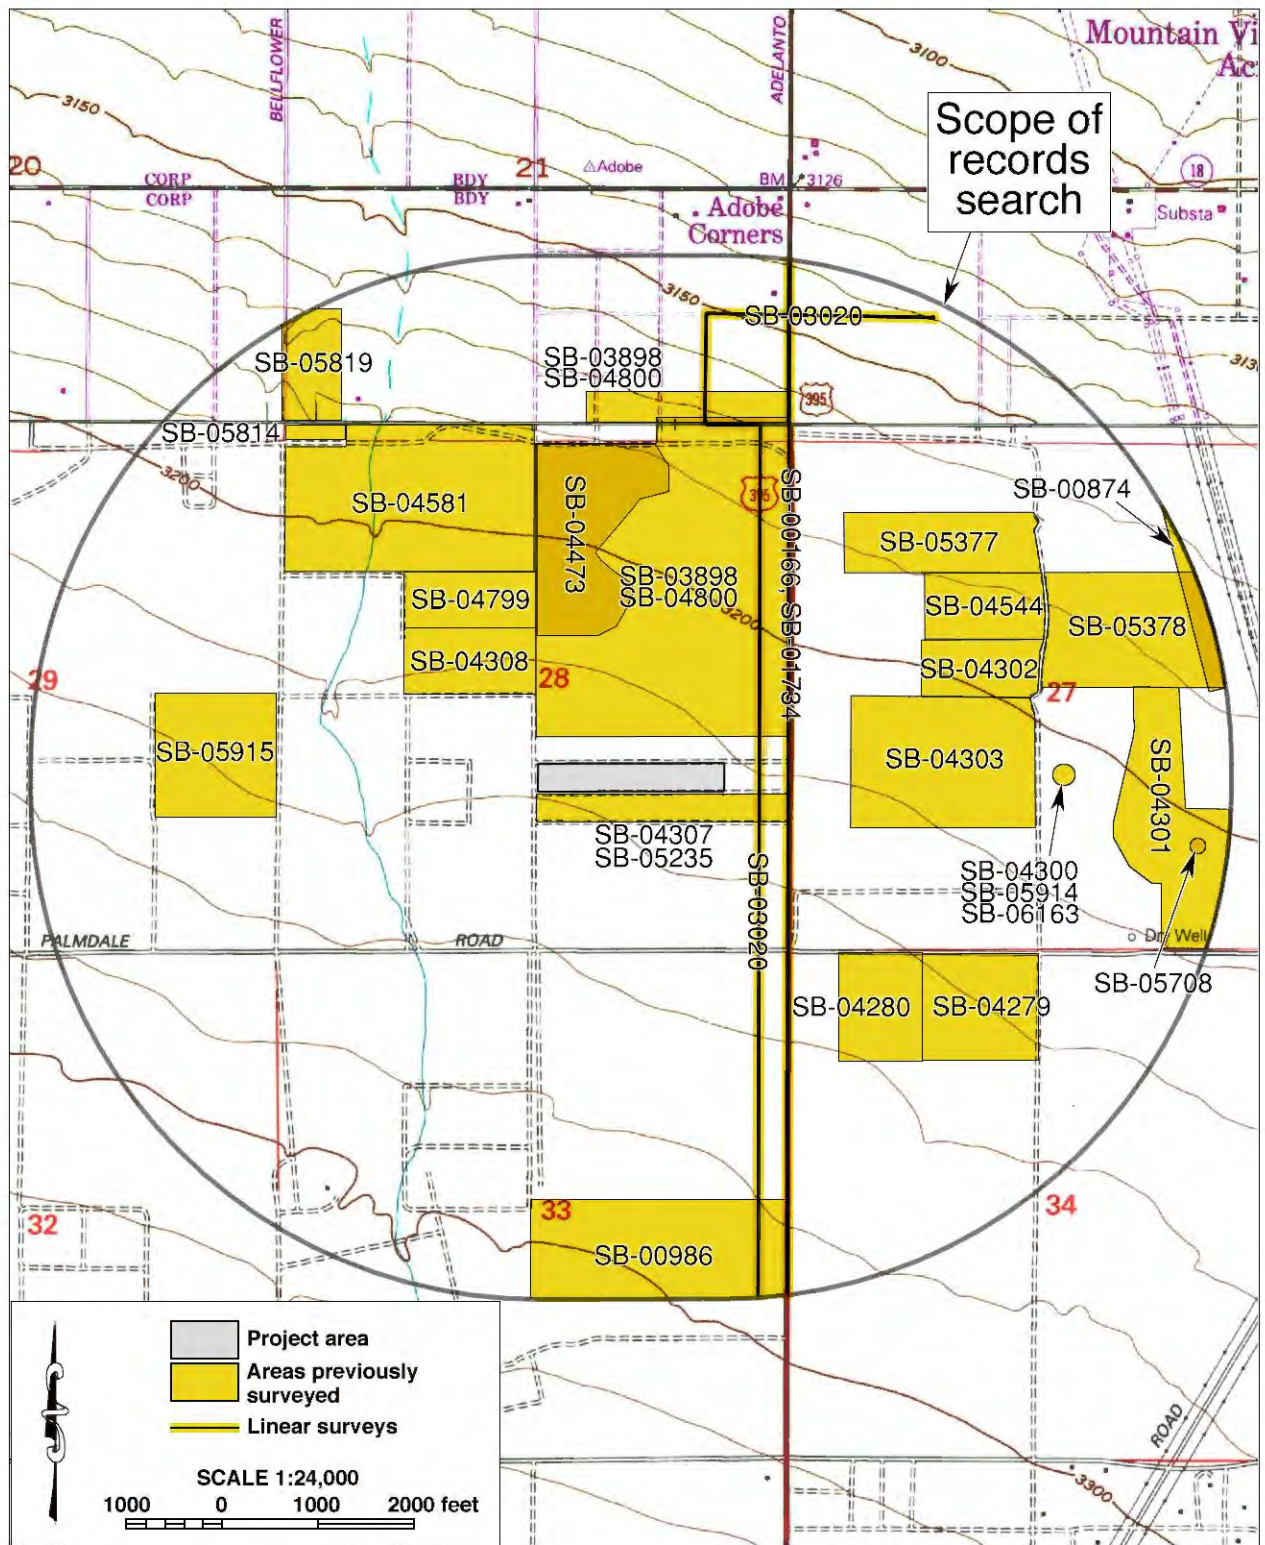 BELLFLOWER
ADELANTO
3100
Mountain Vi
Ac
3150
Scope of
records
search
20
CORP
CORP
BDY
BDY
21
Adobe
BM
3126
18
Adobe
Corners
Substa
3150
SB-03020
3130
SB-05819
SB-03898
SB-04800
395
SB-05814
3200
SB-04581
SB-04473
395
SB-00166, SB-01734
SB-00874
SB-05377
SB-03898
SB-04800
3200
SB-04799
SB-04544
SB-05378
SB-04308
SB-04302
29
28
27
SB-05915
SB-04303
SB-04301
SB-04307
SB-05235
SB-03020
SB-04300
SB-05914
SB-06163
PALMDALE
ROAD
Dry Well
SB-05708
SB-04280
SB-04279
32
33
34
SB-00986
Project area
Areas previously
surveyed
Linear surveys
SCALE 1:24,000
1000
0
1000
2000 feet
ROAD
3300